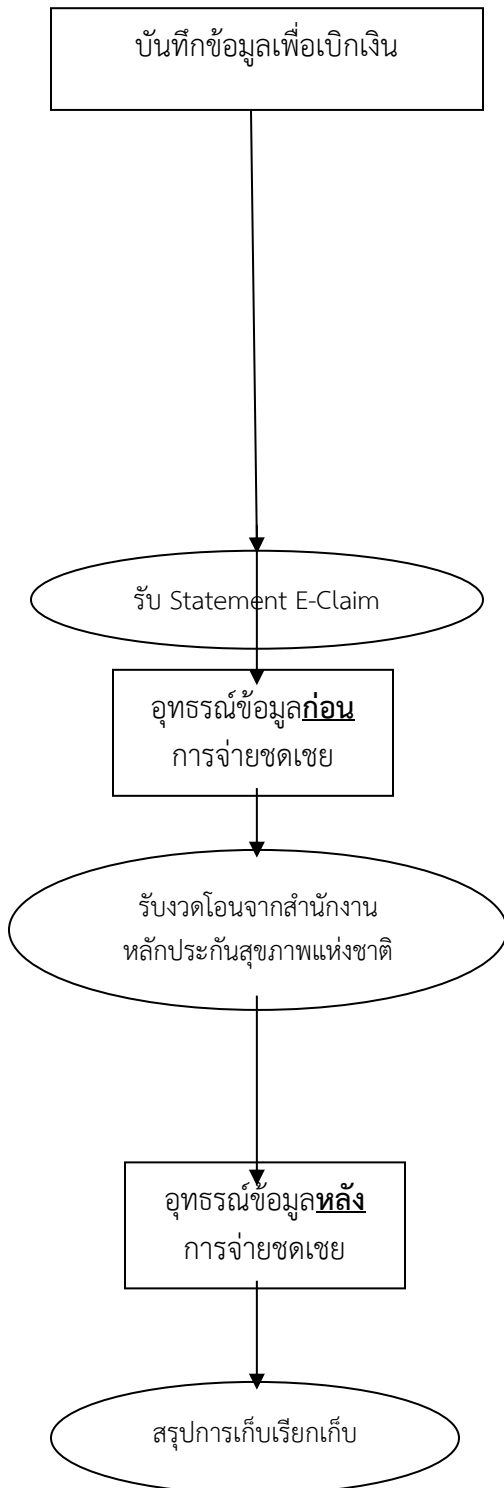 บันทึกข้อมูลเพื่อเบิกเงิน
รับ Statement E-Claim
อุทธรณ์ข้อมูลก่อน
การจ่ายชดเชย
รับงวดโอนจากสำนักงาน
หลักประกันสุขภาพแห่งชาติ
อุทธรณ์ข้อมูลหลัง
การจ่ายชดเชย
สรุปการเก็บเรียกเก็บ